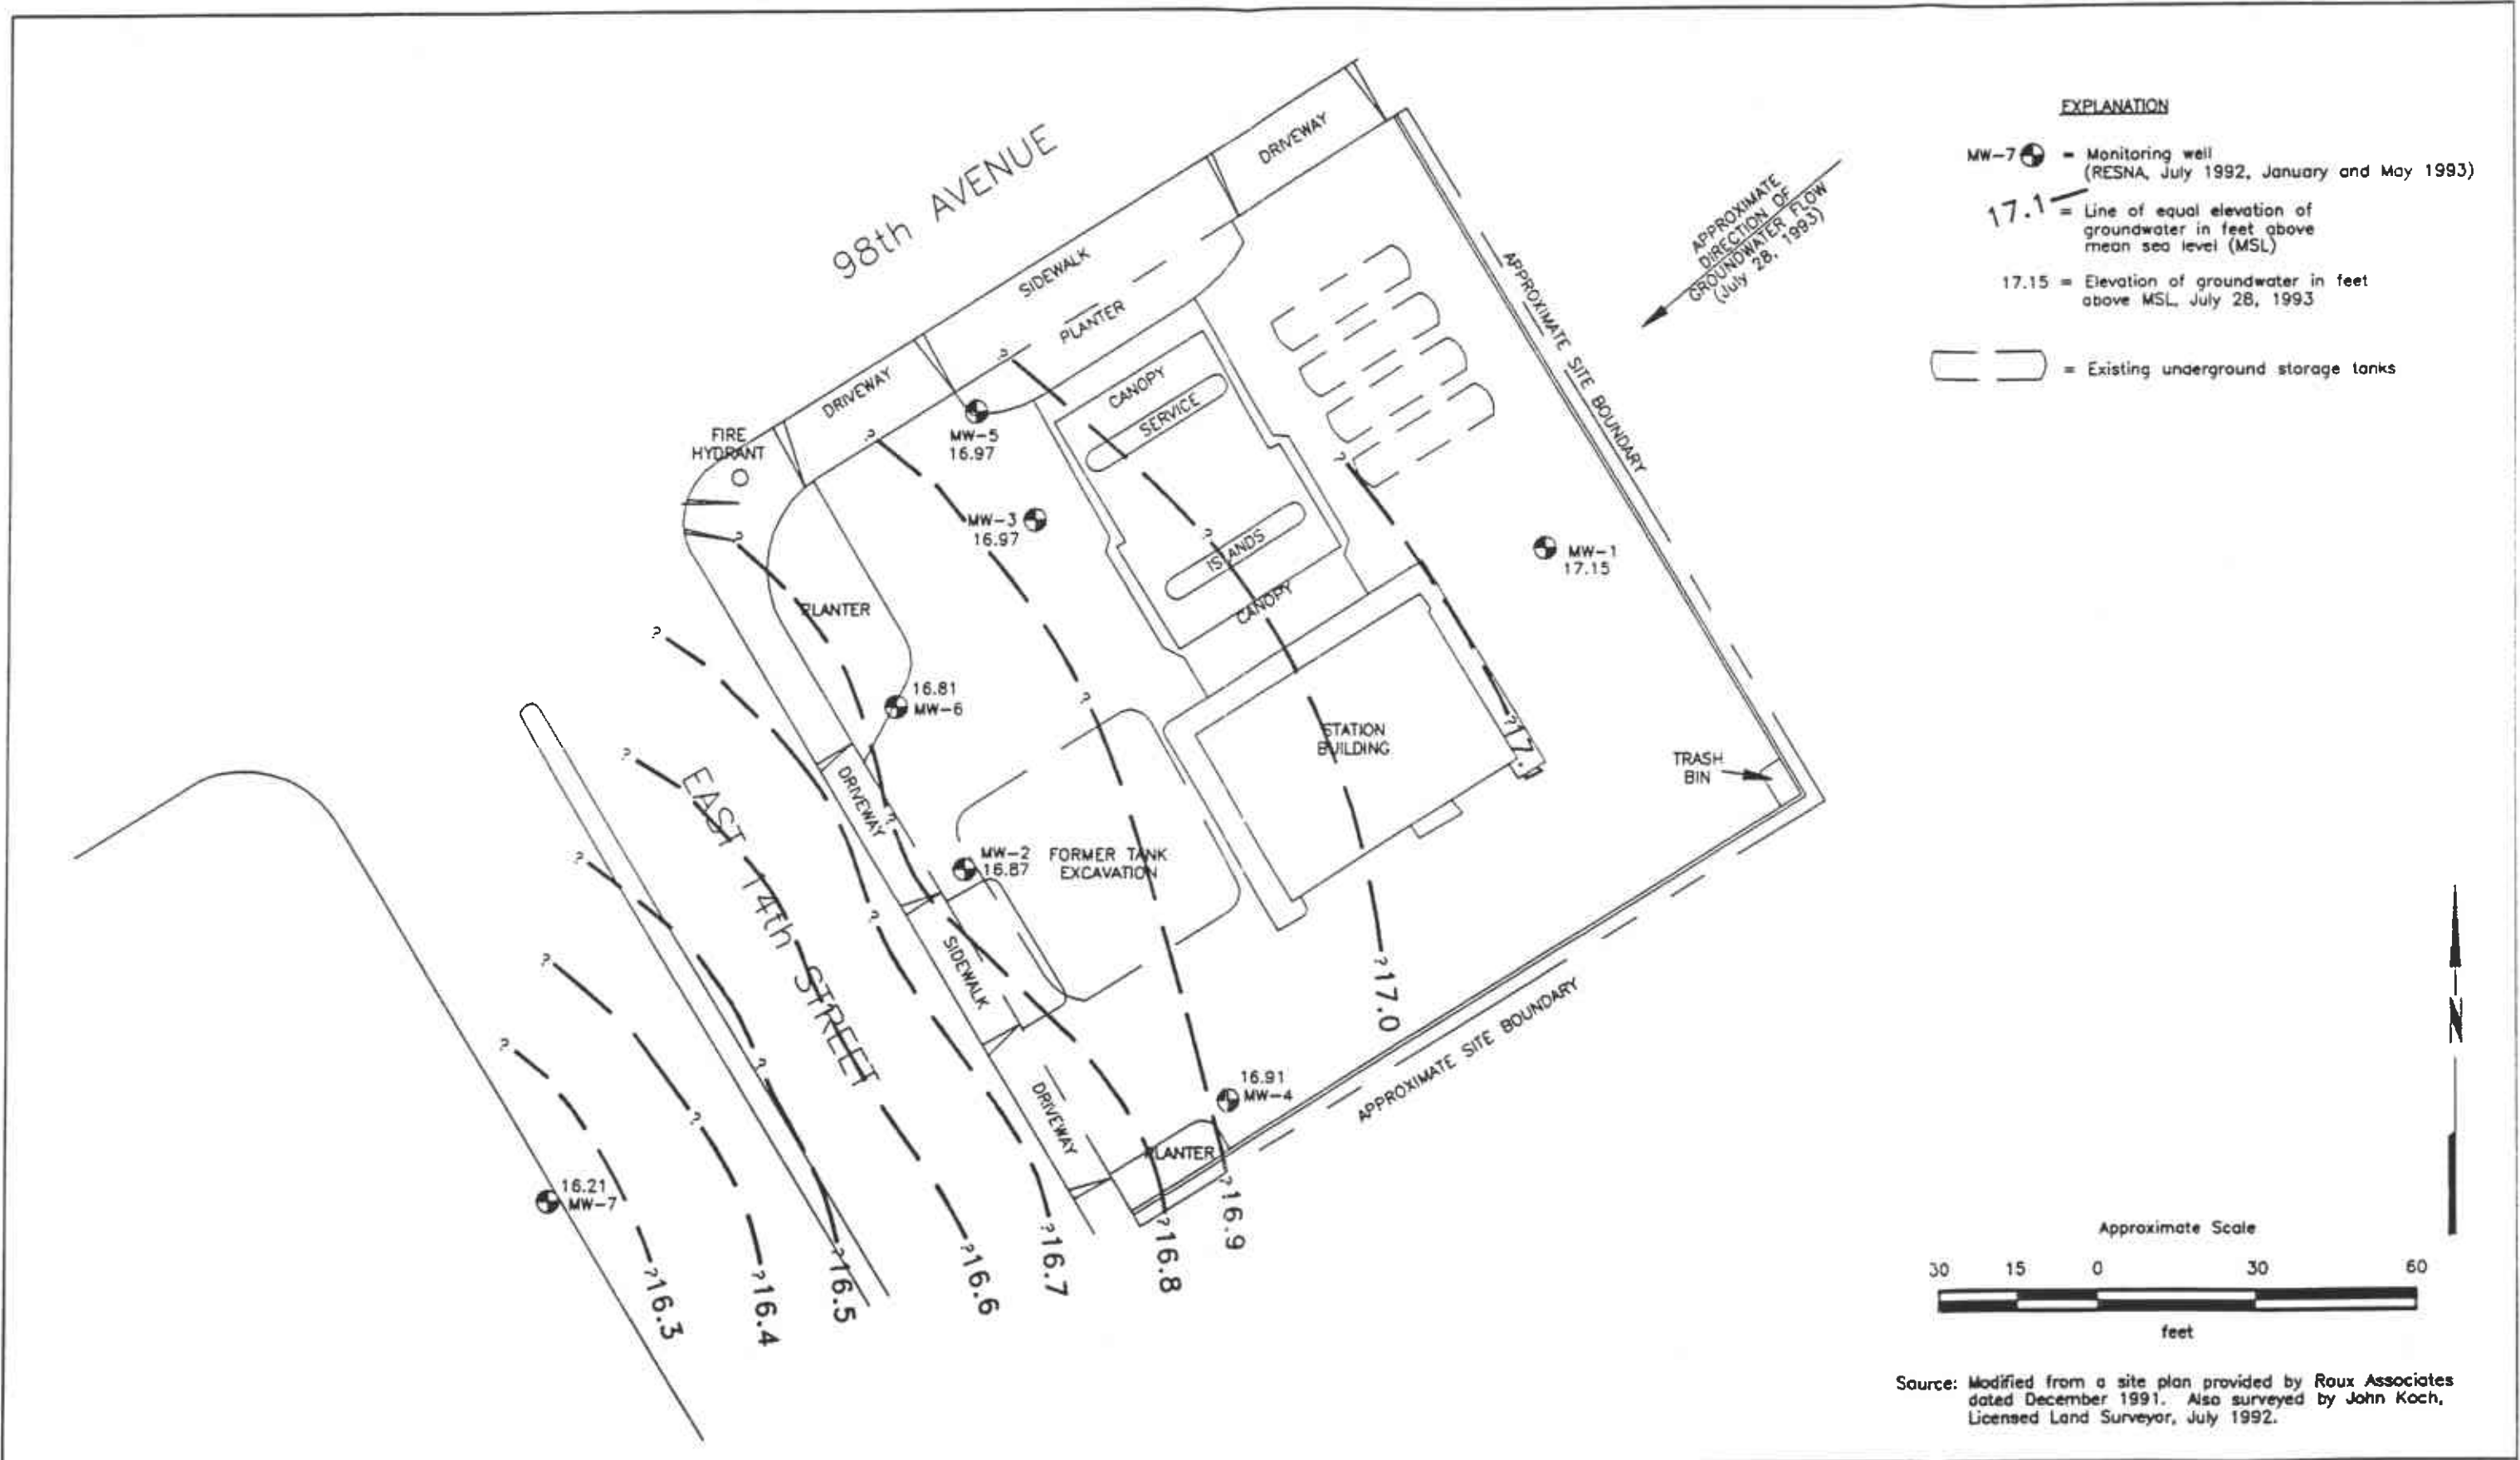 98th AVENUE
DRIVEWAY
SIDEWALK
PLANTER
DRIVEWAY
FIRE
HYDRANT
CANOPY
SERVICE
ISLANDS
CANOPY
MW-5
16.97
MW-3
16.97
MW-1
17.15
PLANTER
16.81
MW-6
DRIVEWAY
MW-2
16.87
FORMER TANK
EXCAVATION
STATION
BUILDING
TRASH
BIN
SIDEWALK
DRIVEWAY
PLANTER
16.91
MW-4
16.21
MW-7
EAST 14th STREET
APPROXIMATE SITE BOUNDARY
APPROXIMATE SITE BOUNDARY
APPROXIMATE
DIRECTION OF
GROUNDWATER FLOW
(July 28, 1993)
?16.3
?16.4
?16.5
?16.6
?16.7
?16.8
?16.9
?17.0
EXPLANATION
MW-7 = Monitoring well
(RESNA, July 1992, January and May 1993)
17.1 = Line of equal elevation of
groundwater in feet above
mean sea level (MSL)
17.15 = Elevation of groundwater in feet
above MSL, July 28, 1993
= Existing underground storage tanks
N
Approximate Scale
30 15 0 30 60
feet
Source: Modified from a site plan provided by Roux Associates
dated December 1991. Also surveyed by John Koch,
Licensed Land Surveyor, July 1992.